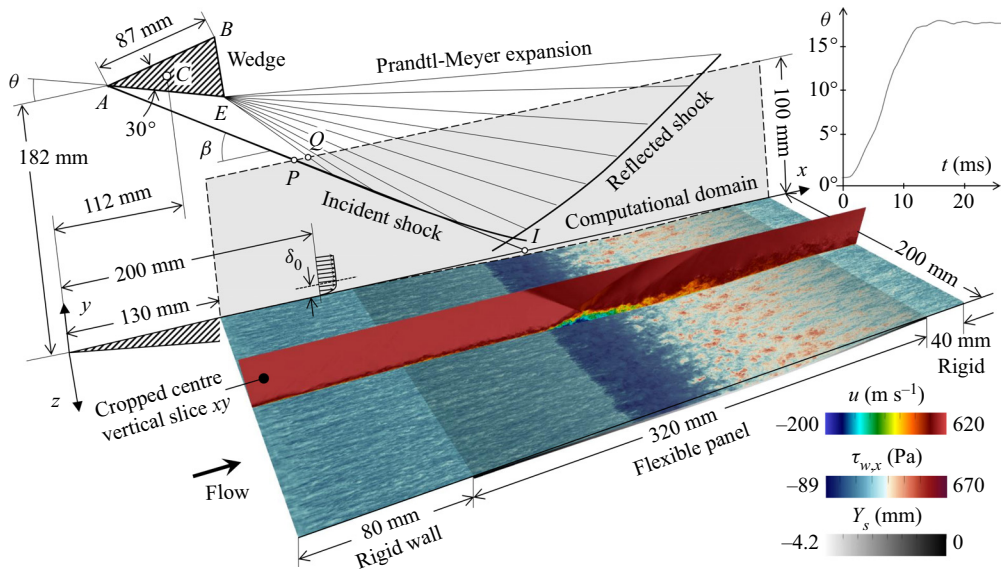 87 mm
B
Wedge
C
θ
A
E
30°
182 mm
Prandtl-Meyer expansion
β
Q
P
100 mm
Reflected shock
Incident shock
112 mm
200 mm
δ0
130 mm
I
Computational domain
x
y
z
200 mm
40 mm
Rigid
Cropped centre
vertical slice xy
Flow
320 mm
Flexible panel
80 mm
Rigid wall
θ
15°
10°
5°
0°
t (ms)
0
10
20
u (m s–1)
–200
620
τw,x (Pa)
–89
670
Ys (mm)
–4.2
0